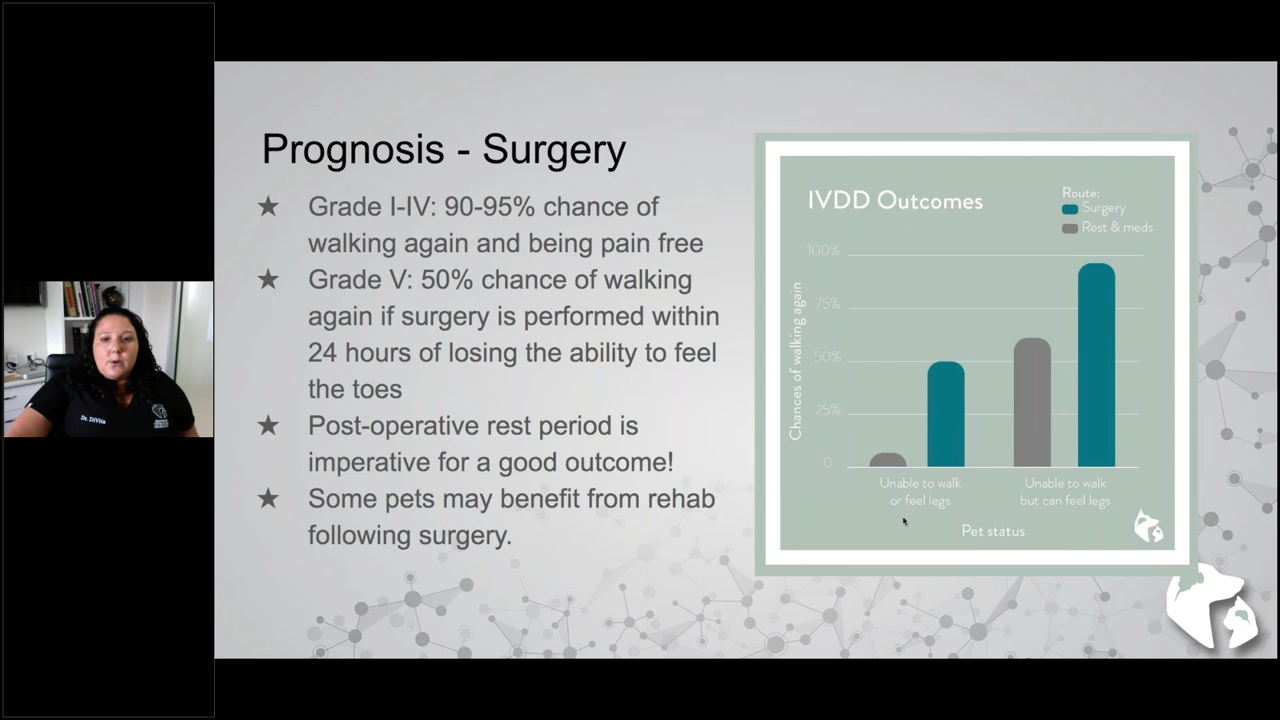 Prognosis - Surgery
★ Grade I-IV: 90-95% chance of
walking again and being pain free
★ Grade V: 50% chance of walking
again if surgery is performed within
24 hours of losing the ability to feel
the toes
★ Post-operative rest period is
imperative for a good outcome!
★ Some pets may benefit from rehab
following surgery.
IVDD Outcomes
Route:
Surgery
Rest & meds
Chances of walking again
100%
75%
50%
25%
0
Unable to walk
or feel legs
Unable to walk
but can feel legs
Pet status
Dr. DiVita